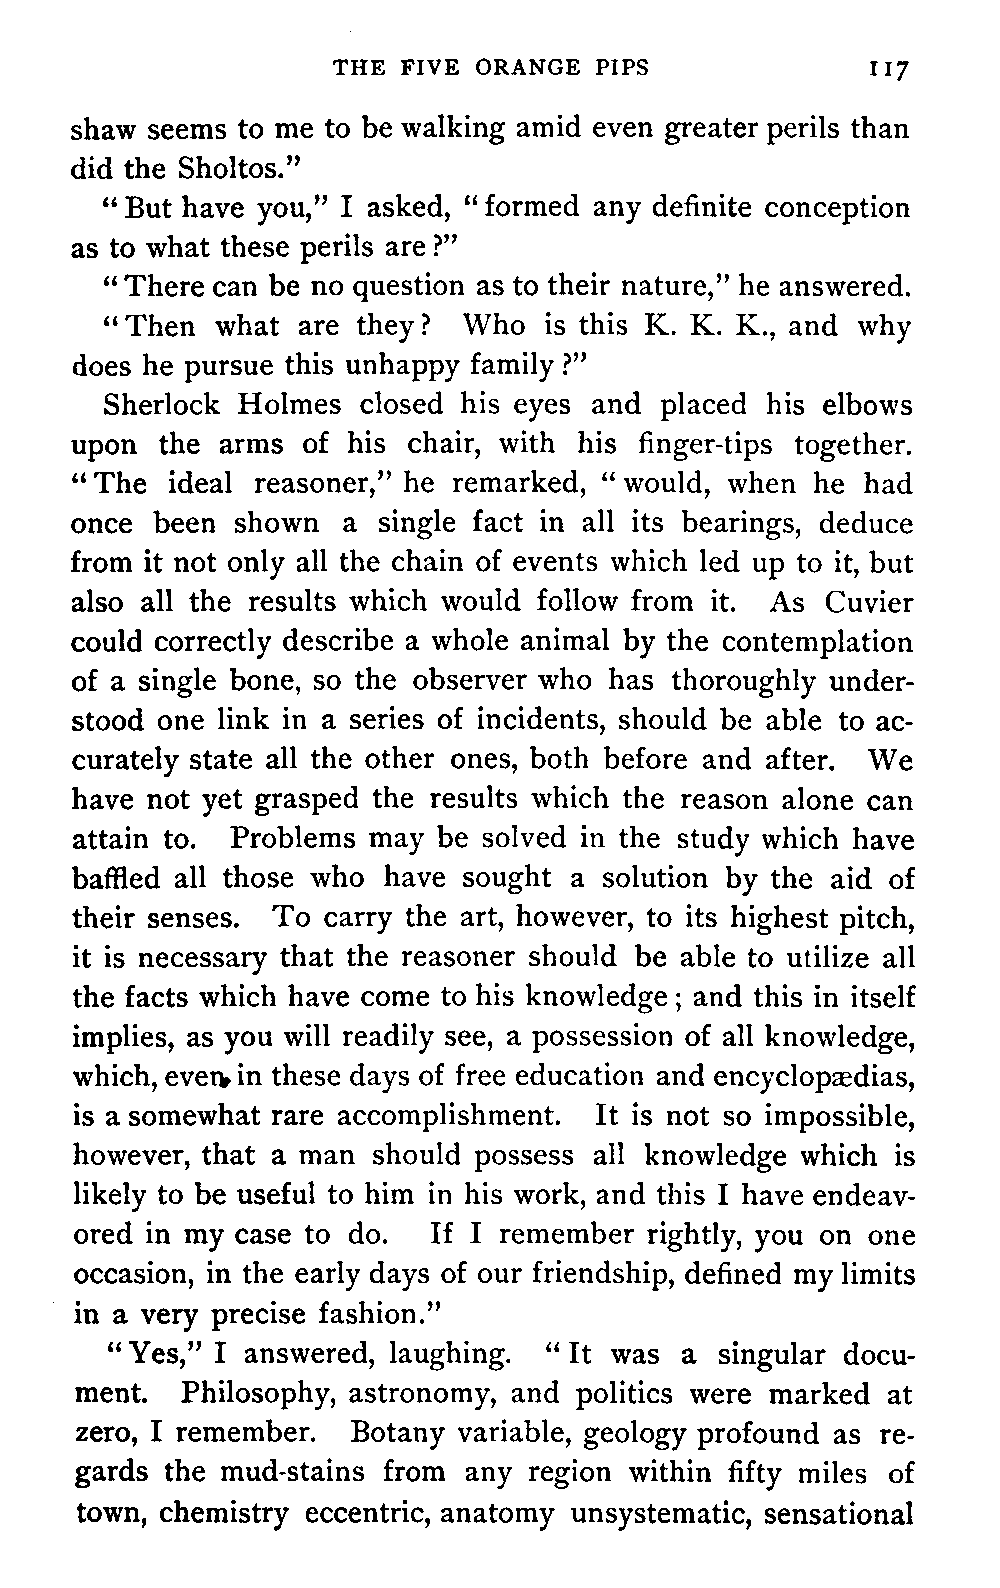 THE FIVE ORANGE PIPS 117
shaw seems to me to be walking amid even greater perils than
did the Sholtos.”
“But have you,” I asked, “formed any definite conception
as to what these perils are?”
“There can be no question as to their nature,” he answered.
“Then what are they? Who is this K. K. K., and why
does he pursue this unhappy family?”
Sherlock Holmes closed his eyes and placed his elbows
upon the arms of his chair, with his finger-tips together.
“The ideal reasoner,” he remarked, “would, when he had
once been shown a single fact in all its bearings, deduce
from it not only all the chain of events which led up to it, but
also all the results which would follow from it. As Cuvier
could correctly describe a whole animal by the contemplation
of a single bone, so the observer who has thoroughly under-
stood one link in a series of incidents, should be able to ac-
curately state all the other ones, both before and after. We
have not yet grasped the results which the reason alone can
attain to. Problems may be solved in the study which have
baffled all those who have sought a solution by the aid of
their senses. To carry the art, however, to its highest pitch,
it is necessary that the reasoner should be able to utilize all
the facts which have come to his knowledge; and this in itself
implies, as you will readily see, a possession of all knowledge,
which, even in these days of free education and encyclopædias,
is a somewhat rare accomplishment. It is not so impossible,
however, that a man should possess all knowledge which is
likely to be useful to him in his work, and this I have endeav-
ored in my case to do. If I remember rightly, you on one
occasion, in the early days of our friendship, defined my limits
in a very precise fashion.”
“Yes,” I answered, laughing. “It was a singular docu-
ment. Philosophy, astronomy, and politics were marked at
zero, I remember. Botany variable, geology profound as re-
gards the mud-stains from any region within fifty miles of
town, chemistry eccentric, anatomy unsystematic, sensational